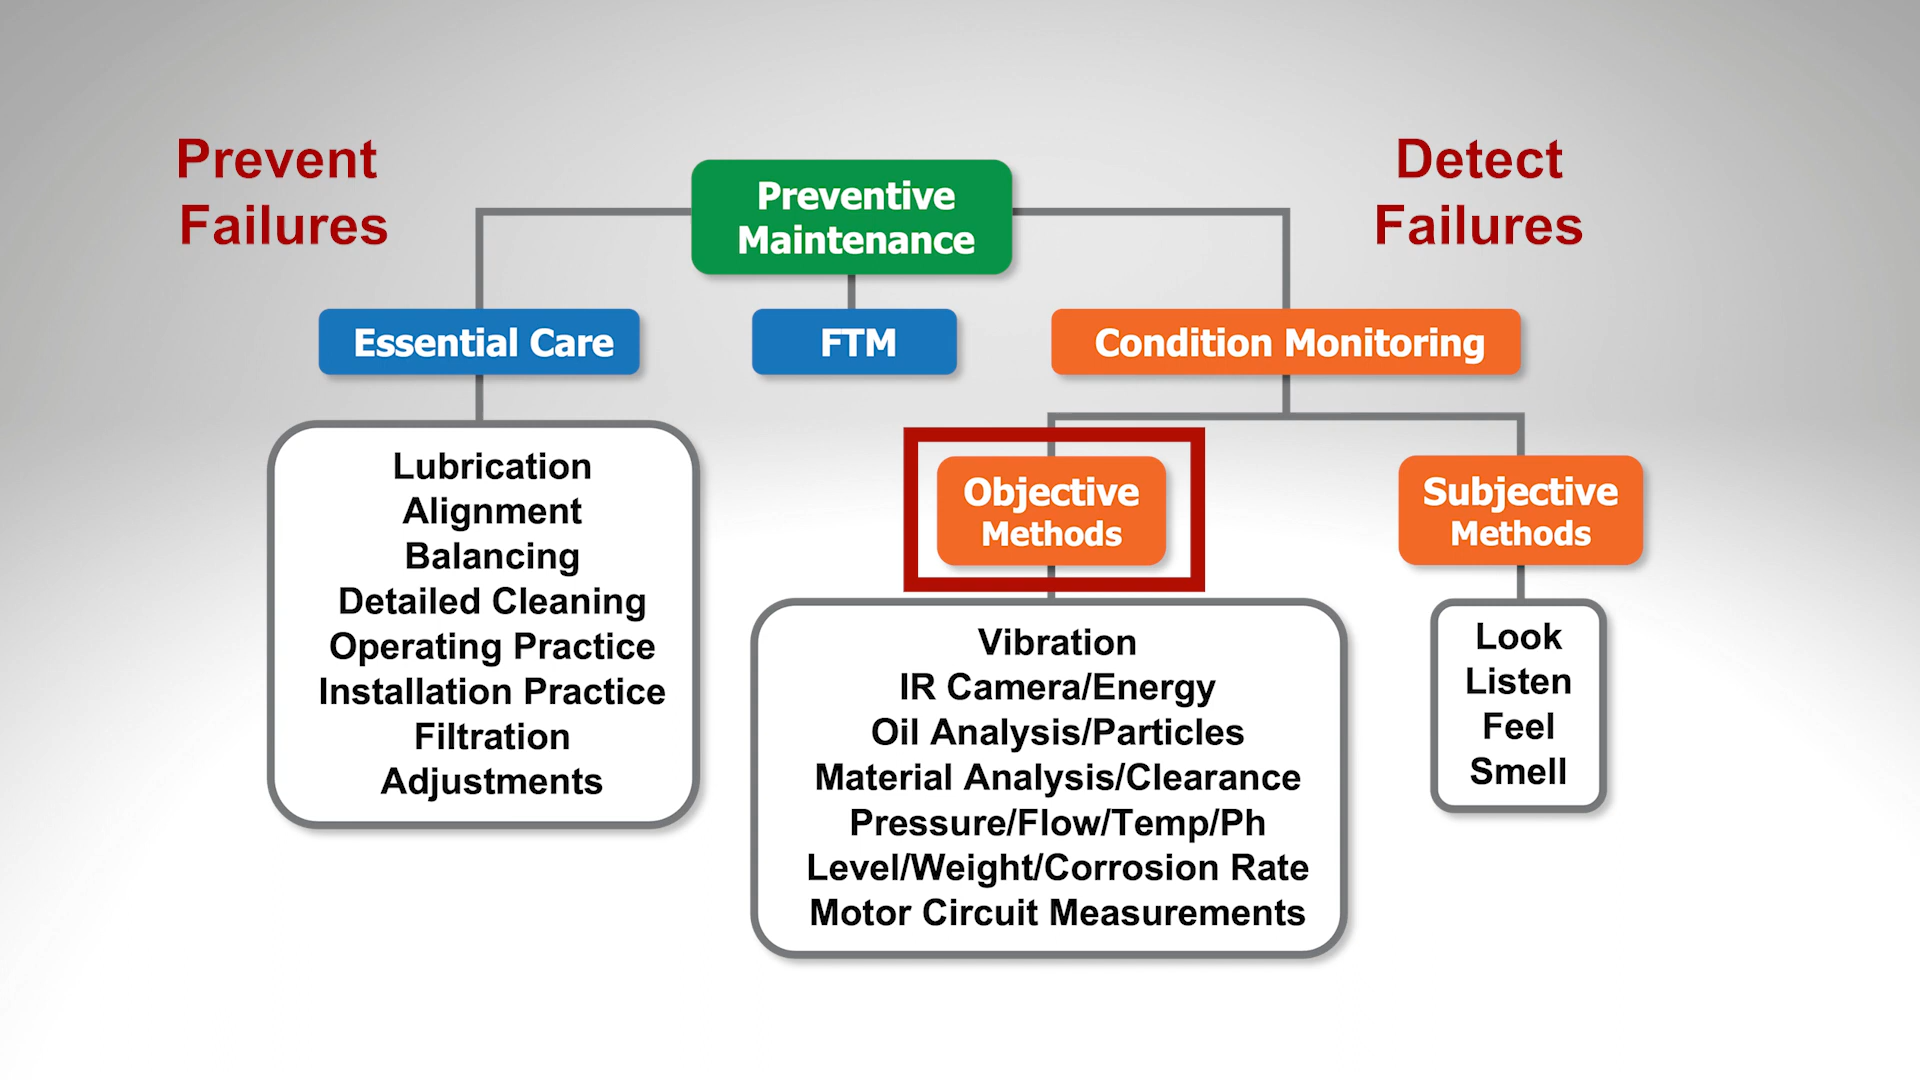 Prevent
Failures
Detect
Failures
Preventive
Maintenance
Essential Care
FTM
Condition Monitoring
Lubrication
Alignment
Balancing
Detailed Cleaning
Operating Practice
Installation Practice
Filtration
Adjustments
Objective
Methods
Vibration
IR Camera/Energy
Oil Analysis/Particles
Material Analysis/Clearance
Pressure/Flow/Temp/Ph
Level/Weight/Corrosion Rate
Motor Circuit Measurements
Subjective
Methods
Look
Listen
Feel
Smell